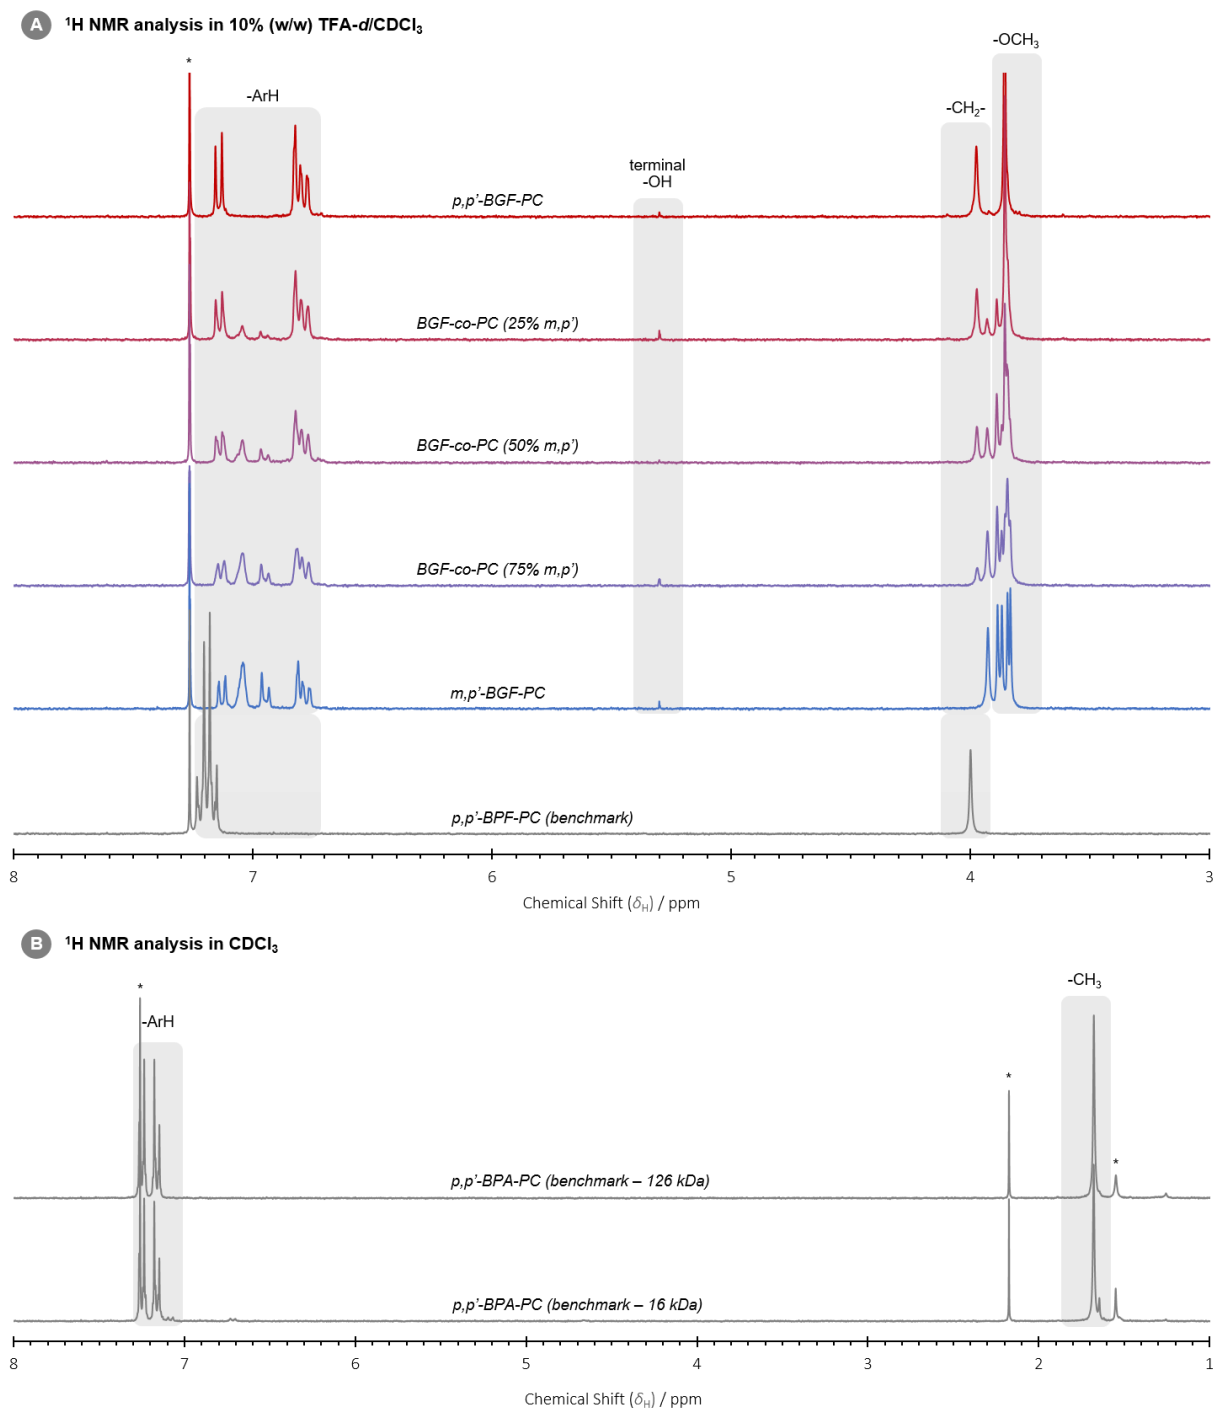 A ¹H NMR analysis in 10% (w/w) TFA-d/CDCl₃
-OCH₃
*
-ArH
-CH₂-
terminal
-OH
p,p'-BGF-PC
BGF-co-PC (25% m,p')
BGF-co-PC (50% m,p')
BGF-co-PC (75% m,p')
m,p'-BGF-PC
p,p'-BPF-PC (benchmark)
8 7 6 5 4 3
Chemical Shift (δ_H) / ppm
B ¹H NMR analysis in CDCl₃
-CH₃
*
-ArH
*
*
p,p'-BPA-PC (benchmark – 126 kDa)
p,p'-BPA-PC (benchmark – 16 kDa)
8 7 6 5 4 3 2 1
Chemical Shift (δ_H) / ppm